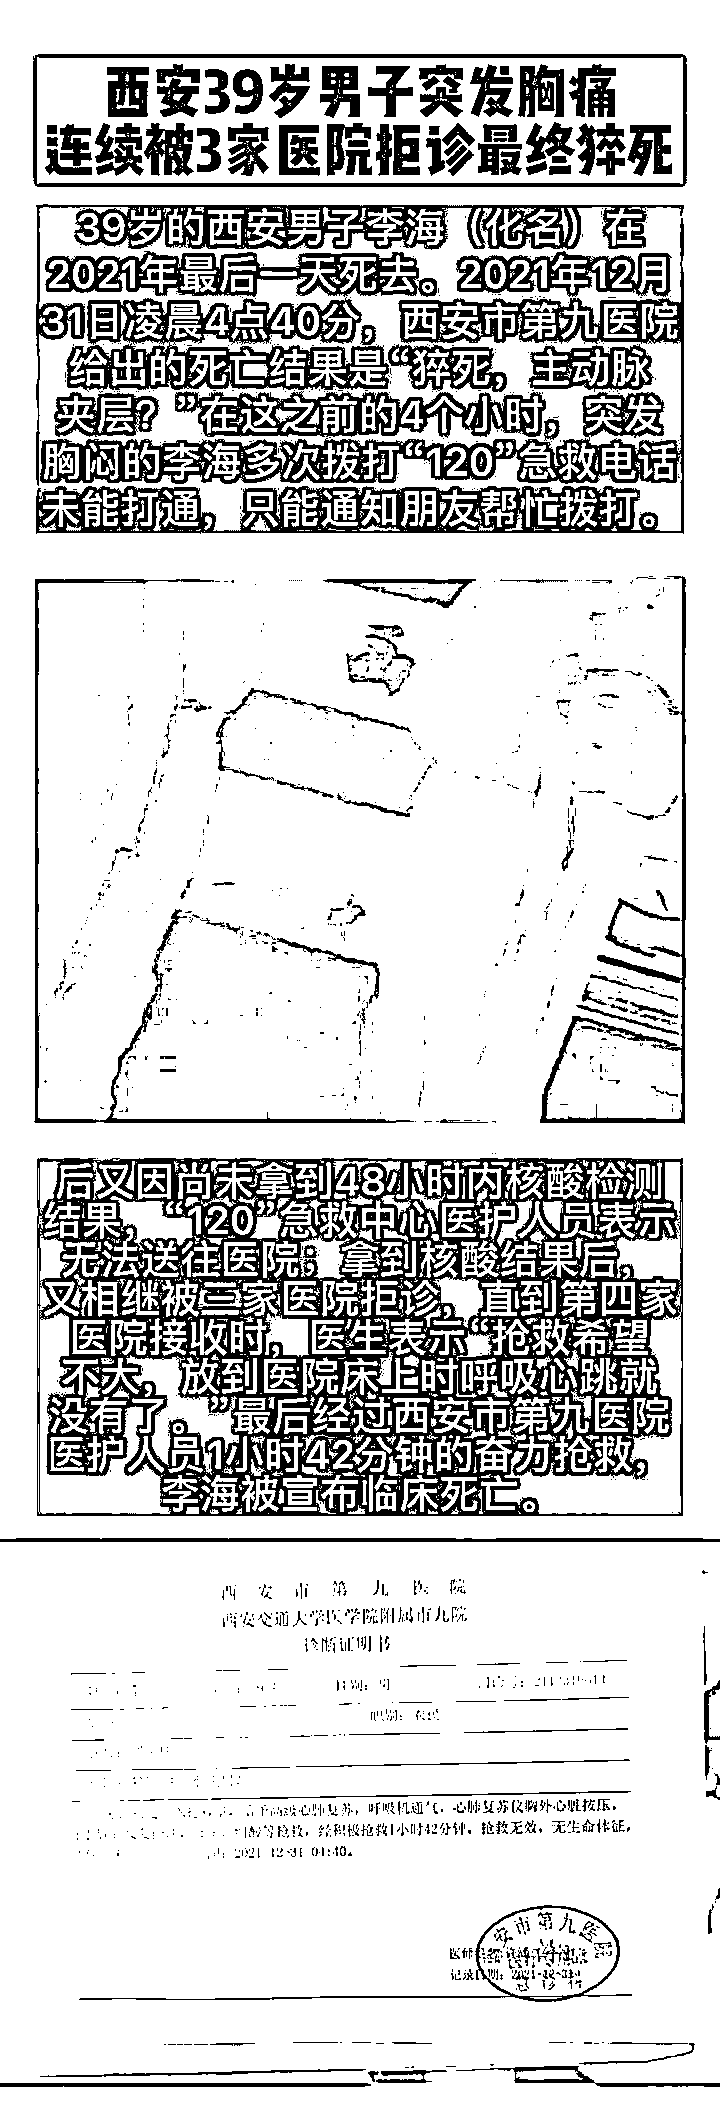 西安39岁男子突发胸痛
连续被3家医院拒诊最终猝死
39岁的西安男子李海（化名）在
2021年最后一天死去。2021年12月
31日凌晨4点40分，西安市第九医院
给出的死亡结果是“猝死，主动脉
夹层？”在这之前的4个小时，突发
胸闷的李海多次拨打“120”急救电话
未能打通，只能通知朋友帮忙拨打。
后又因尚未拿到48小时内核酸检测
结果，“120”急救中心医护人员表示
无法送往医院；拿到核酸结果后，
又相继被三家医院拒诊，直到第四家
医院接收时，医生表示“抢救希望
不大，放到医院床上时呼吸心跳就
没有了。”最后经过西安市第九医院
医护人员1小时42分钟的奋力抢救，
李海被宣布临床死亡。
西安市第九医院
西安交通大学医学院附属市九院
诊断证明书
性别：男
职别：农民
心肺复苏，呼吸机通气，心肺复苏仪胸外心脏按压，
等抢救，经积极抢救1小时42分钟，抢救无效，无生命体征，
2021-12-31 04:40。
安市第九医院
医师
记录日期：2021-12-31